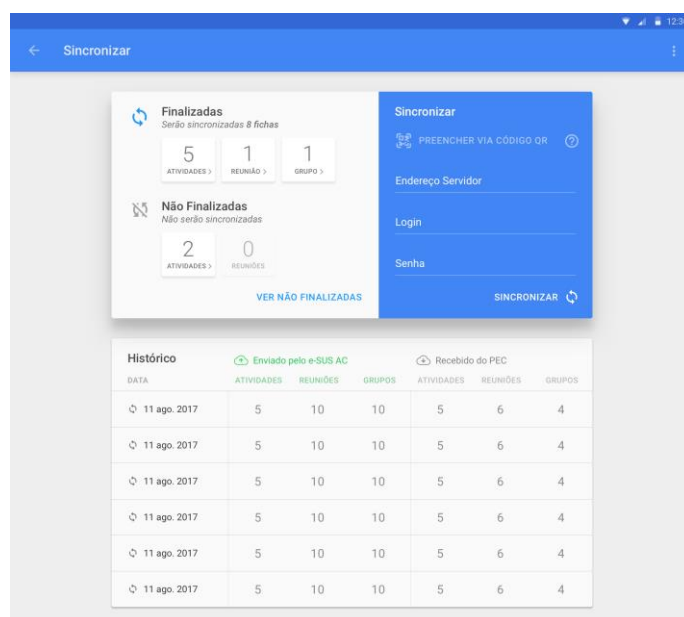 12:30
Sincronizar
Finalizadas
Serão sincronizadas 8 fichas
5 1 1
ATIVIDADES > REUNIÃO > GRUPO >
Não Finalizadas
Não serão sincronizadas
2 0
ATIVIDADES > REUNIÕES
VER NÃO FINALIZADAS
Sincronizar
PREENCHER VIA CÓDIGO QR ?
Endereço Servidor
Login
Senha
SINCRONIZAR
Histórico Enviado pelo e-SUS AC Recebido do PEC
DATA ATIVIDADES REUNIÕES GRUPOS ATIVIDADES REUNIÕES GRUPOS
11 ago. 2017 5 10 10 5 6 4
11 ago. 2017 5 10 10 5 6 4
11 ago. 2017 5 10 10 5 6 4
11 ago. 2017 5 10 10 5 6 4
11 ago. 2017 5 10 10 5 6 4
11 ago. 2017 5 10 10 5 6 4